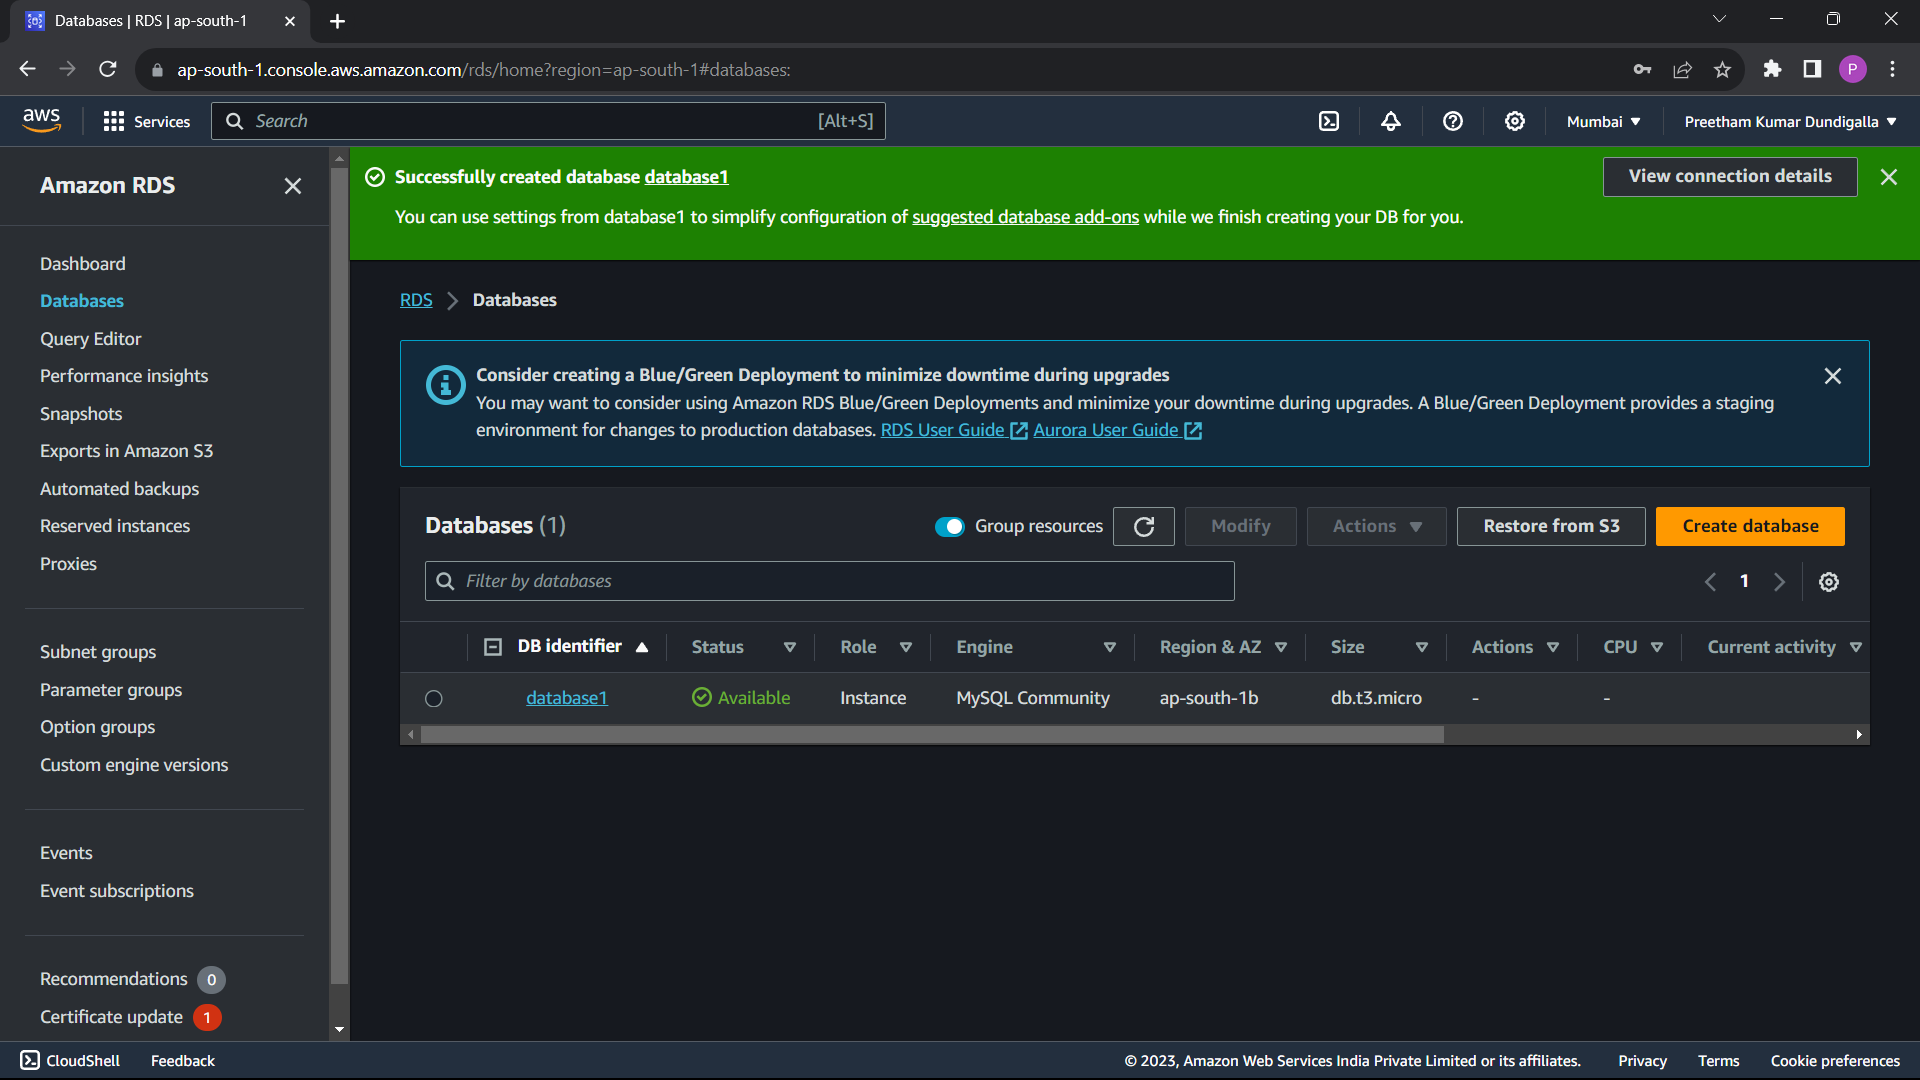 Databases | RDS | ap-south-1
ap-south-1.console.aws.amazon.com/rds/home?region=ap-south-1#databases:
P
aws
Services
Search
[Alt+S]
Mumbai
Preetham Kumar Dundigalla
Amazon RDS
Dashboard
Databases
Query Editor
Performance insights
Snapshots
Exports in Amazon S3
Automated backups
Reserved instances
Proxies
Subnet groups
Parameter groups
Option groups
Custom engine versions
Events
Event subscriptions
Recommendations 0
Certificate update 1
Successfully created database database1
View connection details
You can use settings from database1 to simplify configuration of suggested database add-ons while we finish creating your DB for you.
RDS > Databases
Consider creating a Blue/Green Deployment to minimize downtime during upgrades
You may want to consider using Amazon RDS Blue/Green Deployments and minimize your downtime during upgrades. A Blue/Green Deployment provides a staging
environment for changes to production databases. RDS User Guide Aurora User Guide
Databases (1)
Group resources
Modify
Actions
Restore from S3
Create database
Filter by databases
1
DB identifier Status Role Engine Region & AZ Size Actions CPU Current activity
database1 Available Instance MySQL Community ap-south-1b db.t3.micro - -
CloudShell
Feedback
© 2023, Amazon Web Services India Private Limited or its affiliates.
Privacy
Terms
Cookie preferences